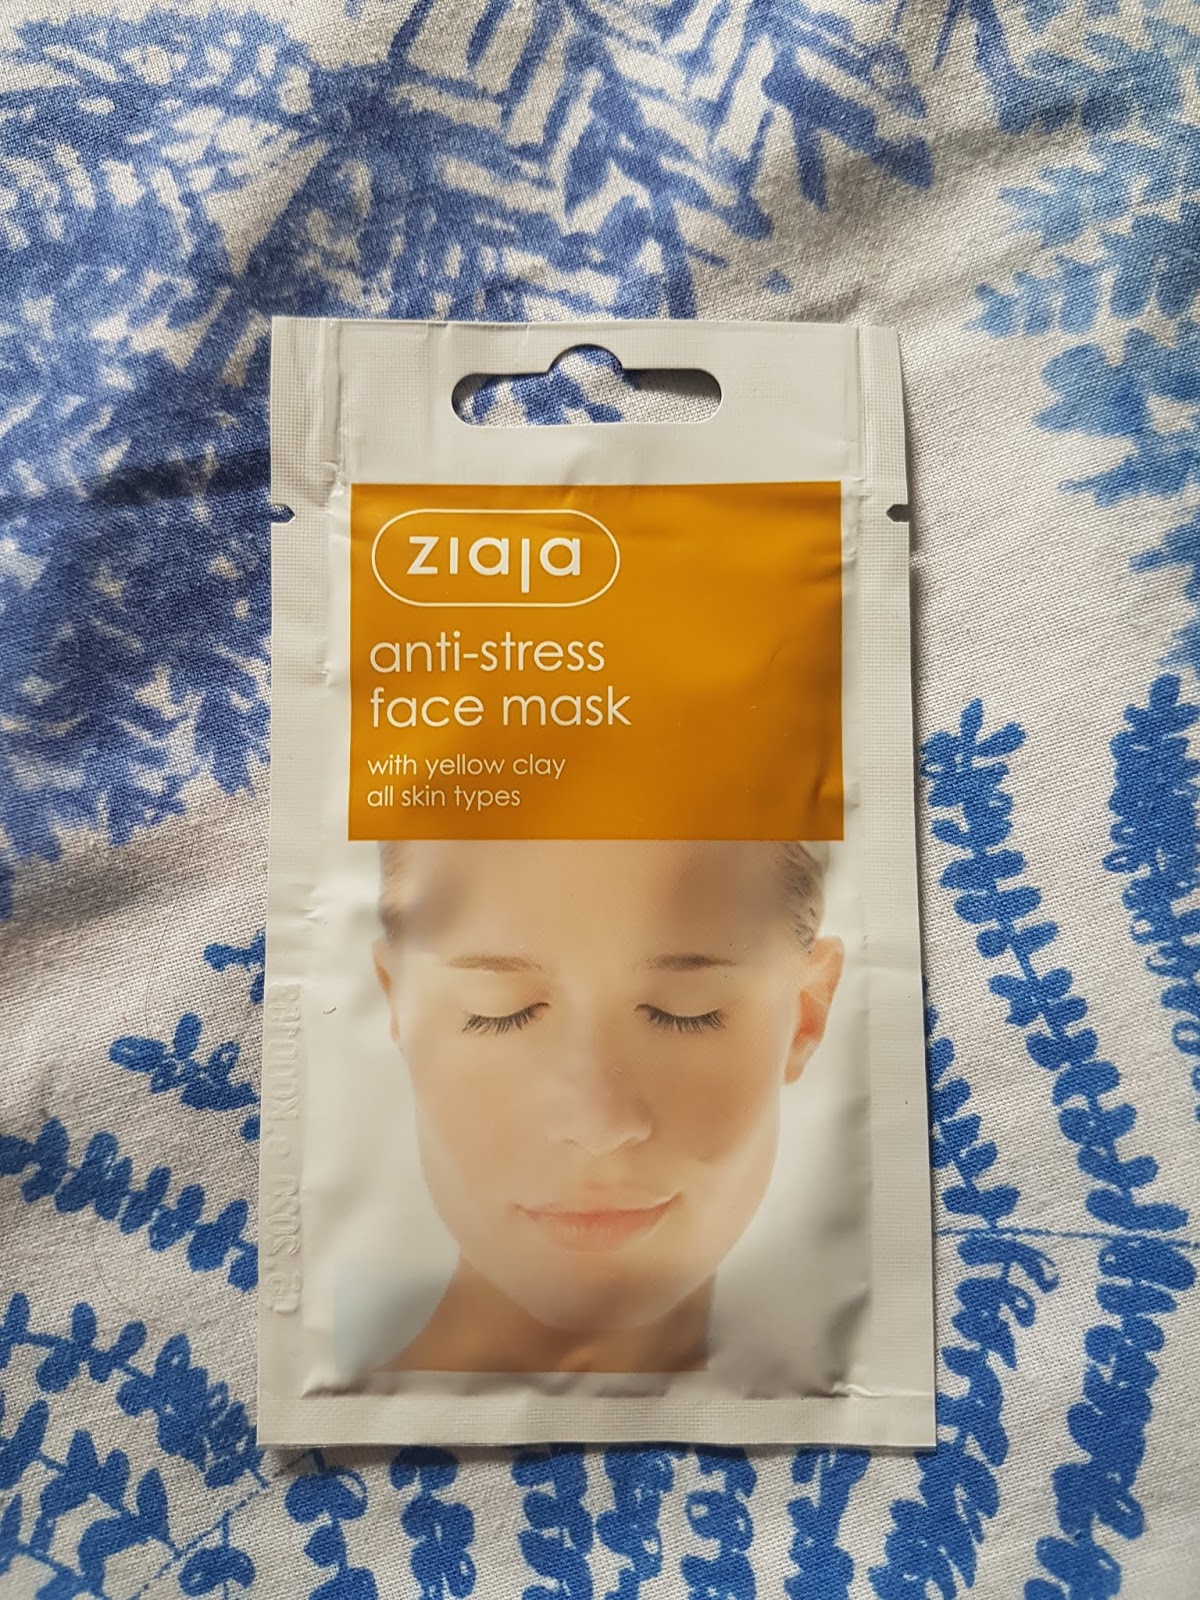 ziaja
anti-stress
face mask
with yellow clay
all skin types